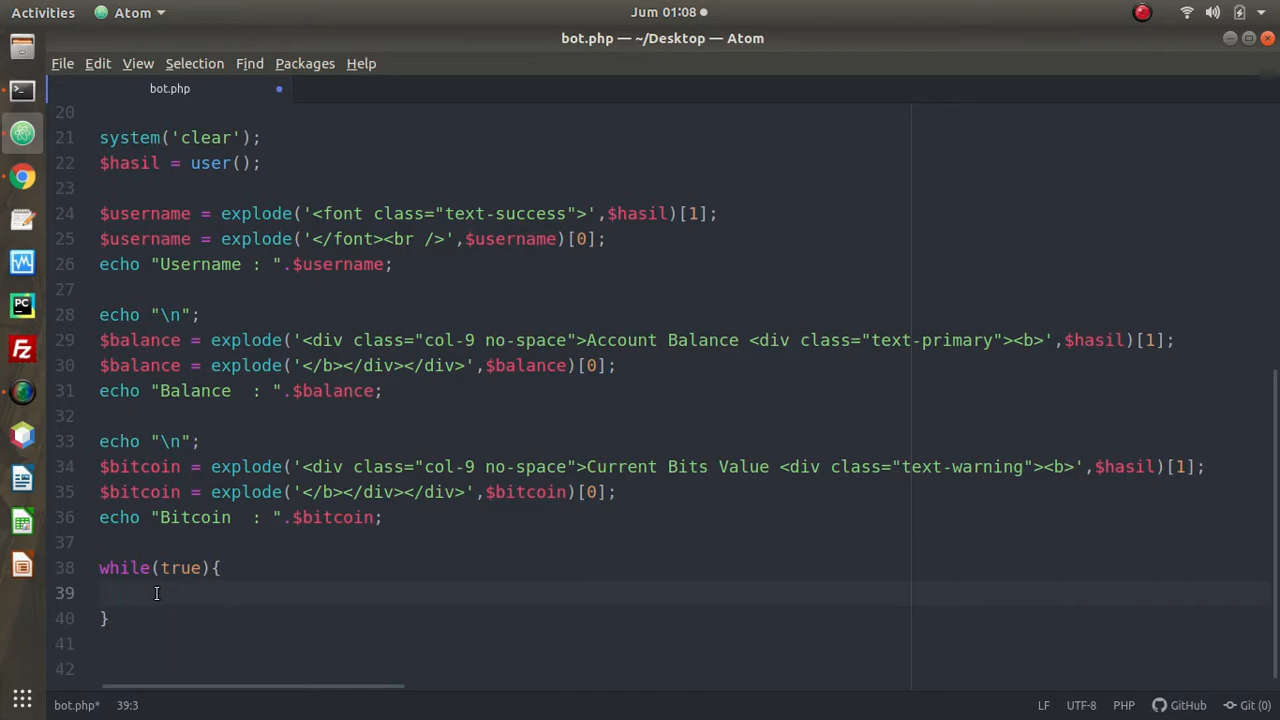 Activities Atom Jum 01:08
bot.php — ~/Desktop — Atom
File Edit View Selection Find Packages Help
bot.php
20
21 system('clear');
22 $hasil = user();
23
24 $username = explode('<font class="text-success">',$hasil)[1];
25 $username = explode('</font><br />',$username)[0];
26 echo "Username : ".$username;
27
28 echo "\n";
29 $balance = explode('<div class="col-9 no-space">Account Balance <div class="text-primary"><b>',$hasil)[1];
30 $balance = explode('</b></div></div>',$balance)[0];
31 echo "Balance  : ".$balance;
32
33 echo "\n";
34 $bitcoin = explode('<div class="col-9 no-space">Current Bits Value <div class="text-warning"><b>',$hasil)[1];
35 $bitcoin = explode('</b></div></div>',$bitcoin)[0];
36 echo "Bitcoin  : ".$bitcoin;
37
38 while(true){
39
40 }
41
42
bot.php* 39:3 LF UTF-8 PHP GitHub Git (0)
PC
Fz